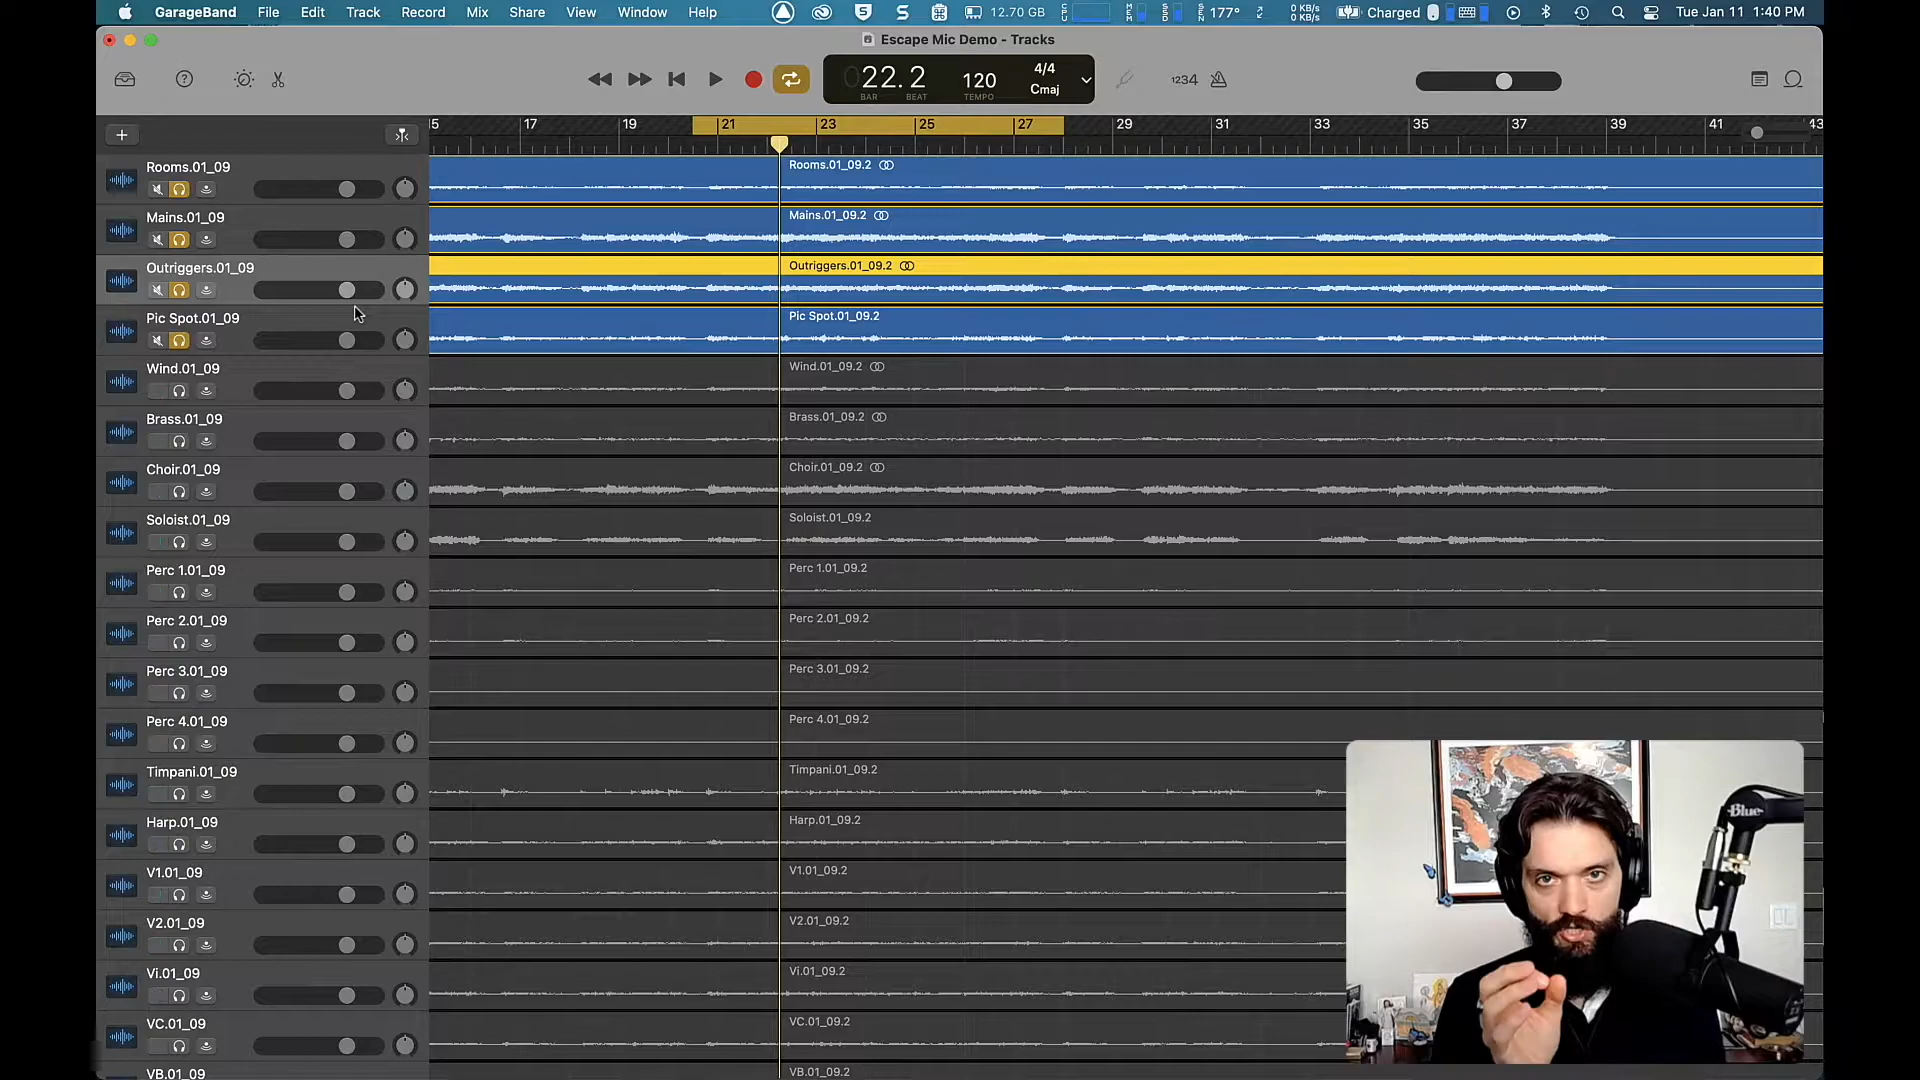 GarageBand File Edit Track Record Mix Share View Window Help 12.70 GB 177° 0 KB/s 0 KB/s Charged Tue Jan 11 1:40 PM
Escape Mic Demo - Tracks
022.2 120 4/4 Cmaj
BAR BEAT TEMPO
1234
15 17 19 21 23 25 27 29 31 33 35 37 39 41 43
Rooms.01_09
Rooms.01_09.2
Mains.01_09
Mains.01_09.2
Outriggers.01_09
Outriggers.01_09.2
Pic Spot.01_09
Pic Spot.01_09.2
Wind.01_09
Wind.01_09.2
Brass.01_09
Brass.01_09.2
Choir.01_09
Choir.01_09.2
Soloist.01_09
Soloist.01_09.2
Perc 1.01_09
Perc 1.01_09.2
Perc 2.01_09
Perc 2.01_09.2
Perc 3.01_09
Perc 3.01_09.2
Perc 4.01_09
Perc 4.01_09.2
Timpani.01_09
Timpani.01_09.2
Harp.01_09
Harp.01_09.2
V1.01_09
V1.01_09.2
V2.01_09
V2.01_09.2
Vi.01_09
Vi.01_09.2
VC.01_09
VC.01_09.2
VB.01_09
VB.01_09.2
Blue